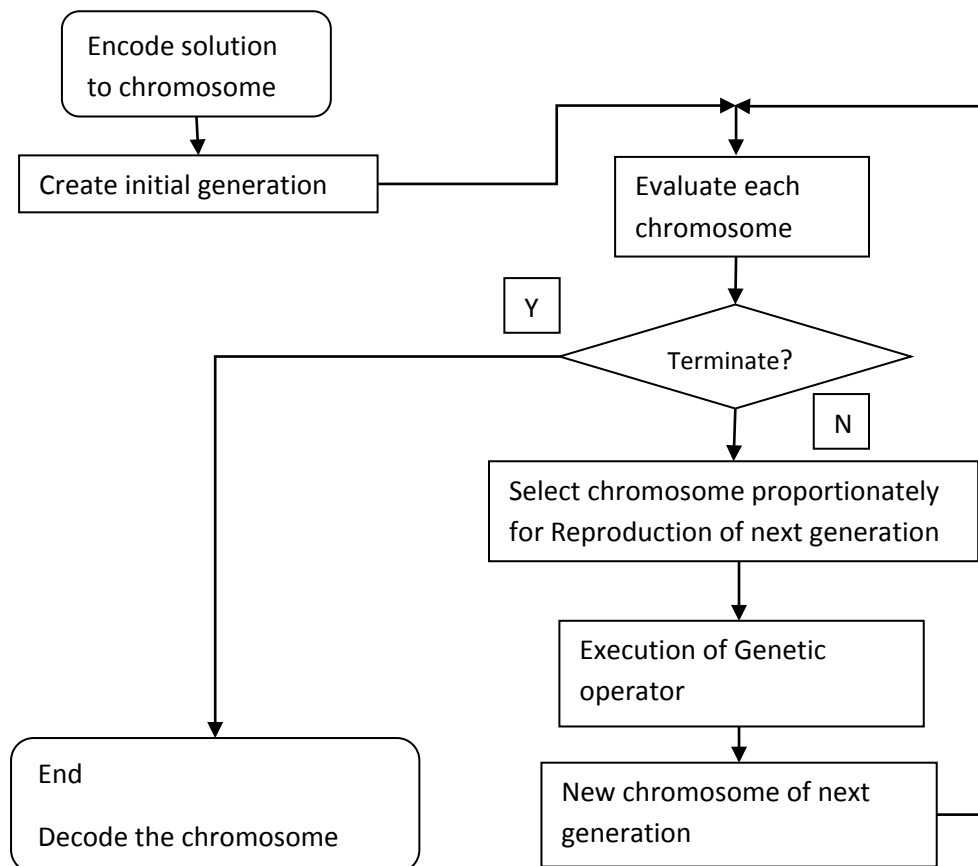 Encode solution
to chromosome
Create initial generation
Evaluate each
chromosome
Y
Terminate?
N
Select chromosome proportionately
for Reproduction of next generation
Execution of Genetic
operator
New chromosome of next
generation
End
Decode the chromosome